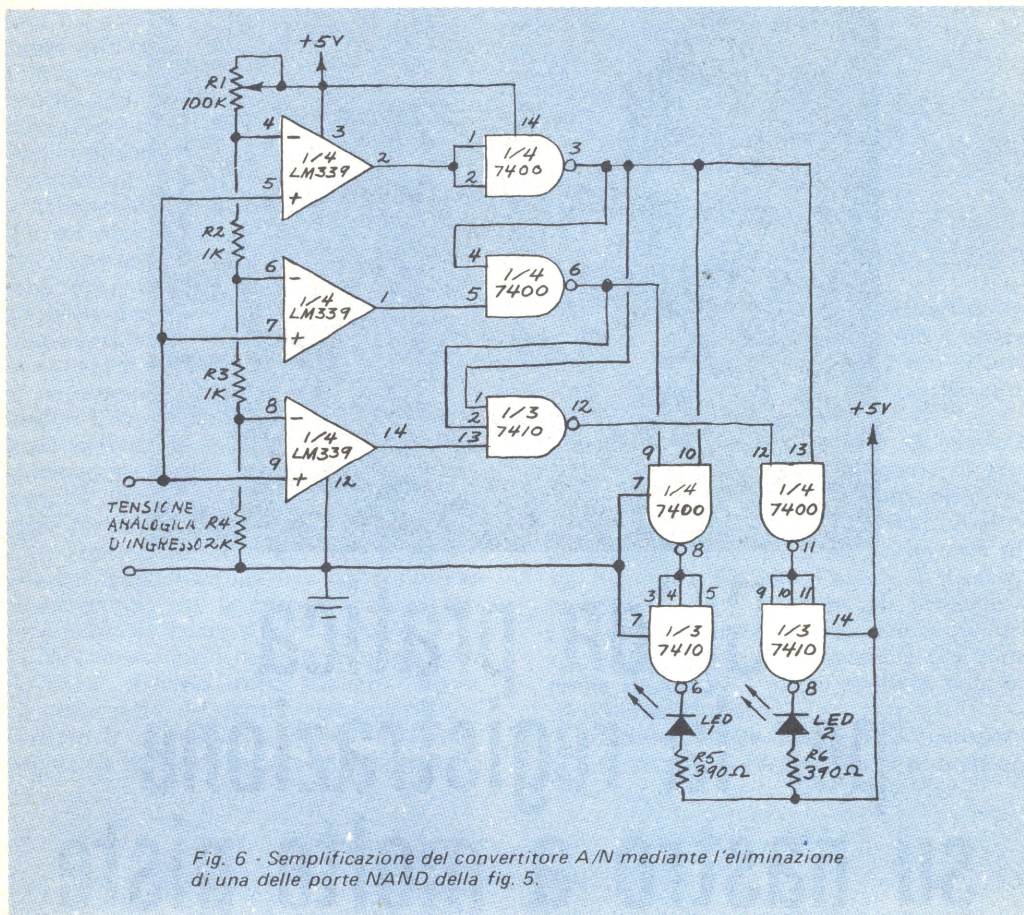 +5V
R1
100K
4
3
14
1/4
LM339
2
1
2
1/4
7400
3
5
R2
1K
6
1/4
LM339
1
4
5
1/4
7400
6
7
R3
1K
8
1/4
LM339
14
1
2
13
1/3
7410
12
+5V
9
12
9
10
12
13
7
1/4
7400
1/4
7400
TENSIONE
ANALOGICA R4
D'INGRESSO 2K
8
11
3
4
5
9
10
11
7
1/3
7410
1/3
7410
14
6
8
LED
1
LED
2
R5
390Ω
R6
390Ω
Fig. 6 - Semplificazione del convertitore A/N mediante l'eliminazione
di una delle porte NAND della fig. 5.